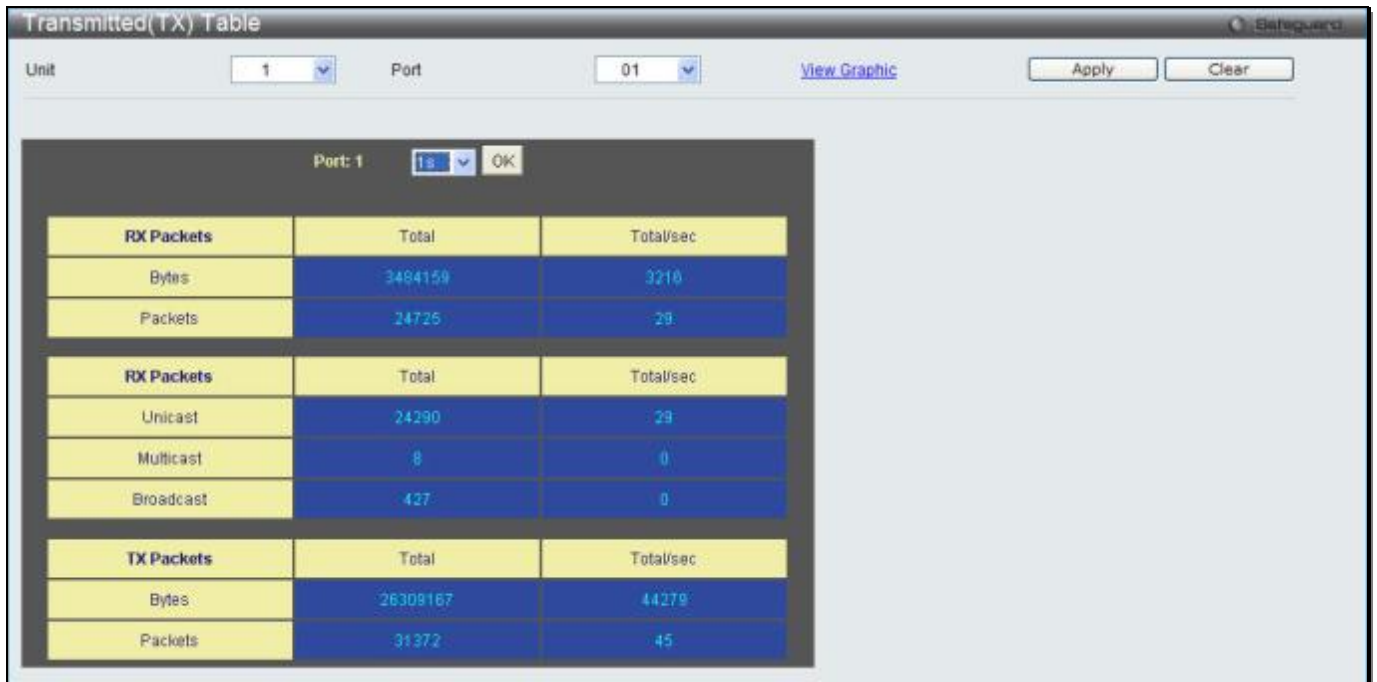 Transmitted(TX) Table Safeguard
Unit 1 Port 01 View Graphic Apply Clear
Port: 1 1s OK
RX Packets Total Total/sec
Bytes 3484159 3216
Packets 24725 29
RX Packets Total Total/sec
Unicast 24290 29
Multicast 8 0
Broadcast 427 0
TX Packets Total Total/sec
Bytes 26309167 44279
Packets 31372 45